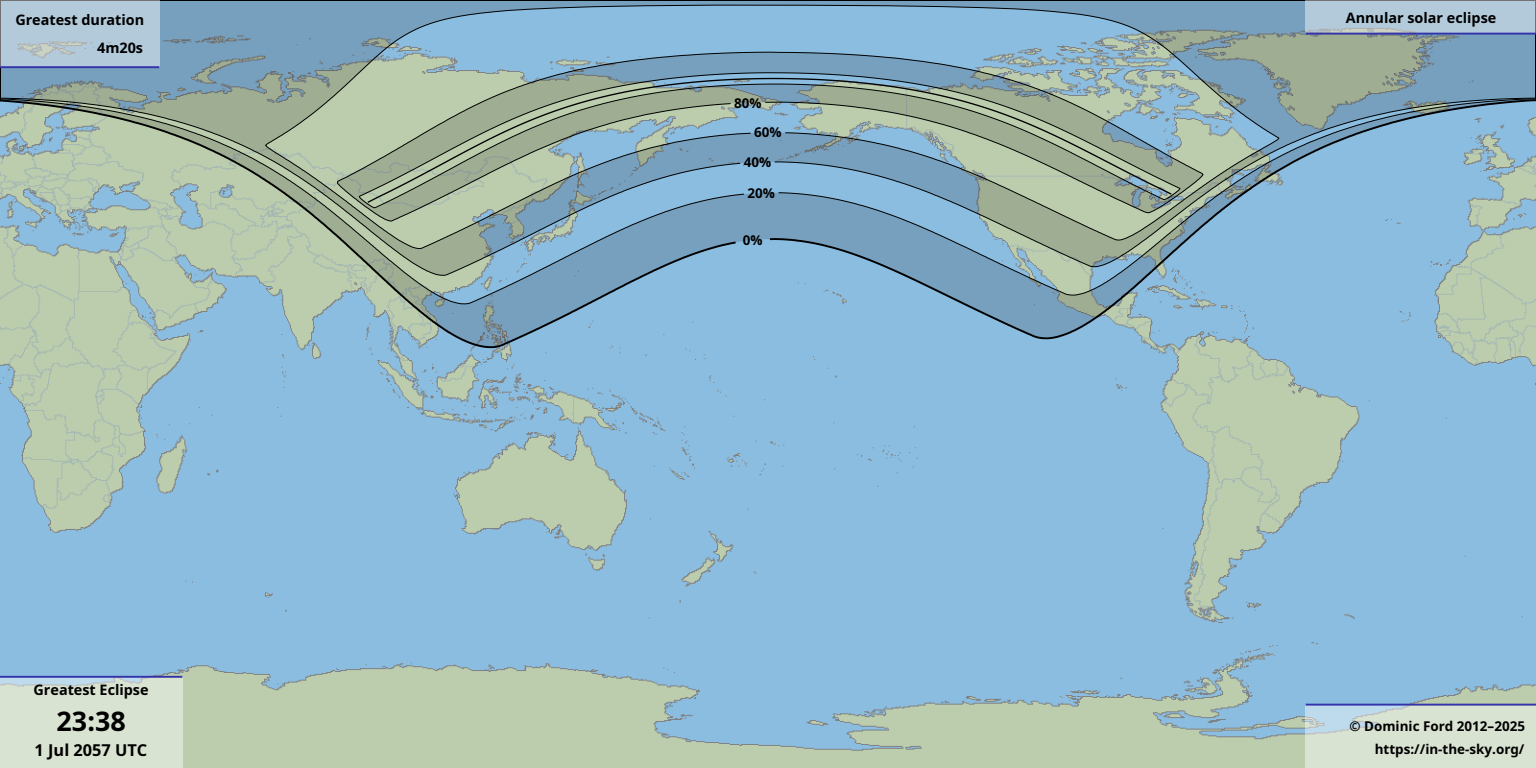 Greatest duration
4m20s
Annular solar eclipse
80%
60%
40%
20%
0%
Greatest Eclipse
23:38
1 Jul 2057 UTC
© Dominic Ford 2012–2025
https://in-the-sky.org/